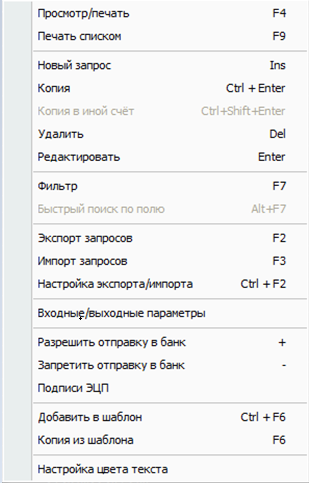 Просмотр/печать F4
Печать списком F9
Новый запрос Ins
Копия Ctrl + Enter
Копия в иной счёт Ctrl+Shift+Enter
Удалить Del
Редактировать Enter
Фильтр F7
Быстрый поиск по полю Alt+F7
Экспорт запросов F2
Импорт запросов F3
Настройка экспорта/импорта Ctrl + F2
Входные/выходные параметры
Разрешить отправку в банк +
Запретить отправку в банк -
Подписи ЭЦП
Добавить в шаблон Ctrl + F6
Копия из шаблона F6
Настройка цвета текста